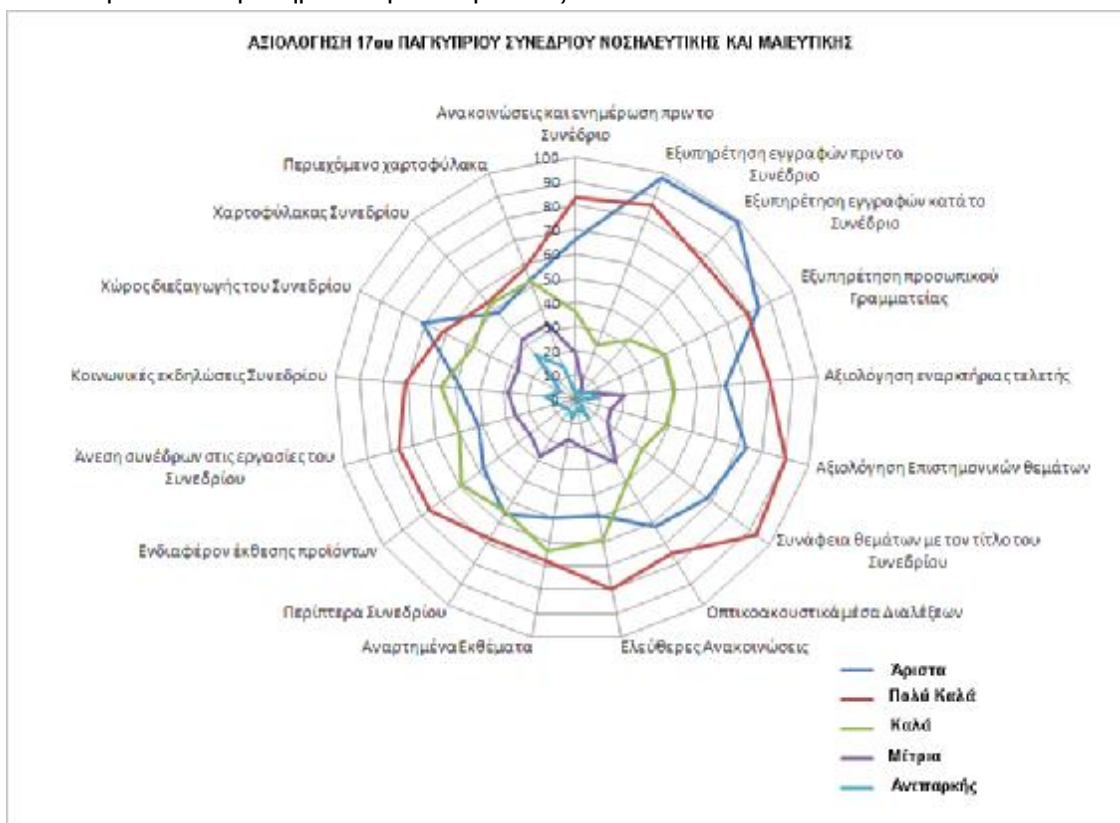 ΑΞΙΟΛΟΓΗΣΗ 17ου ΠΑΓΚΥΠΡΙΟΥ ΣΥΝΕΔΡΙΟΥ ΝΟΣΗΛΕΥΤΙΚΗΣ ΚΑΙ ΜΑΙΕΥΤΙΚΗΣ
Ανακοινώσεις και ενημέρωση πριν το
Συνέδριο
Εξυπηρέτηση εγγραφών πριν το
Συνέδριο
Εξυπηρέτηση εγγραφών κατά το
Συνέδριο
Εξυπηρέτηση προσωπικού
Γραμματείας
Αξιολόγηση εναρκτήριας τελετής
Αξιολόγηση Επιστημονικών θεμάτων
Συνάφεια θεμάτων με τον τίτλο του
Συνεδρίου
Οπτικοακουστικά μέσα Διαλέξεων
Ελεύθερες Ανακοινώσεις
Αναρτημένα Εκθέματα
Περίπτερα Συνεδρίου
Ενδιαφέρον έκθεσης προϊόντων
Άνεση συνέδρων στις εργασίες του
Συνεδρίου
Κοινωνικές εκδηλώσεις Συνεδρίου
Χώρος διεξαγωγής του Συνεδρίου
Χαρτοφύλακας Συνεδρίου
Περιεχόμενο χαρτοφύλακα
100
90
80
70
60
50
40
30
20
10
0
Άριστα
Πολύ Καλά
Καλά
Μέτρια
Ανεπαρκής